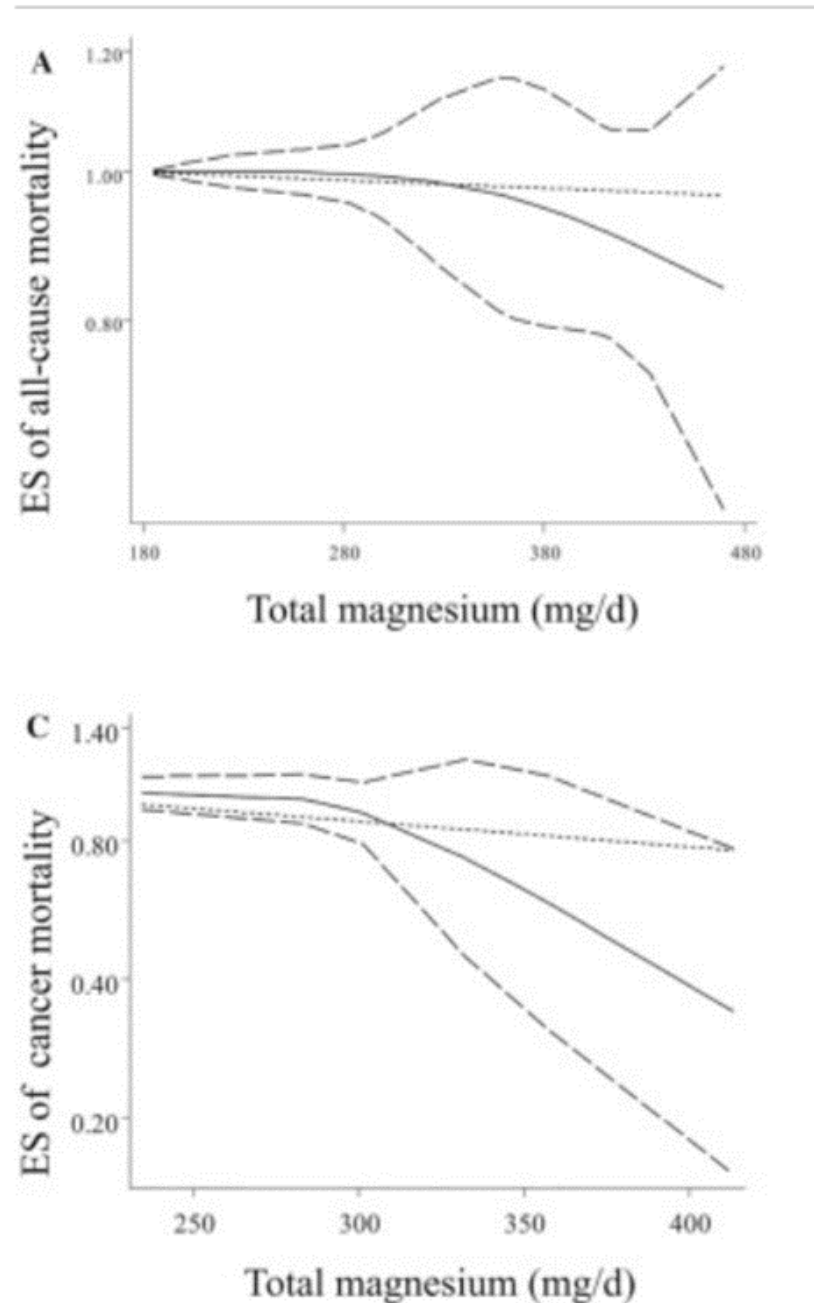 A
ES of all-cause mortality
1.20
1.00
0.80
180 280 380 480
Total magnesium (mg/d)
C
ES of cancer mortality
1.40
0.80
0.40
0.20
250 300 350 400
Total magnesium (mg/d)